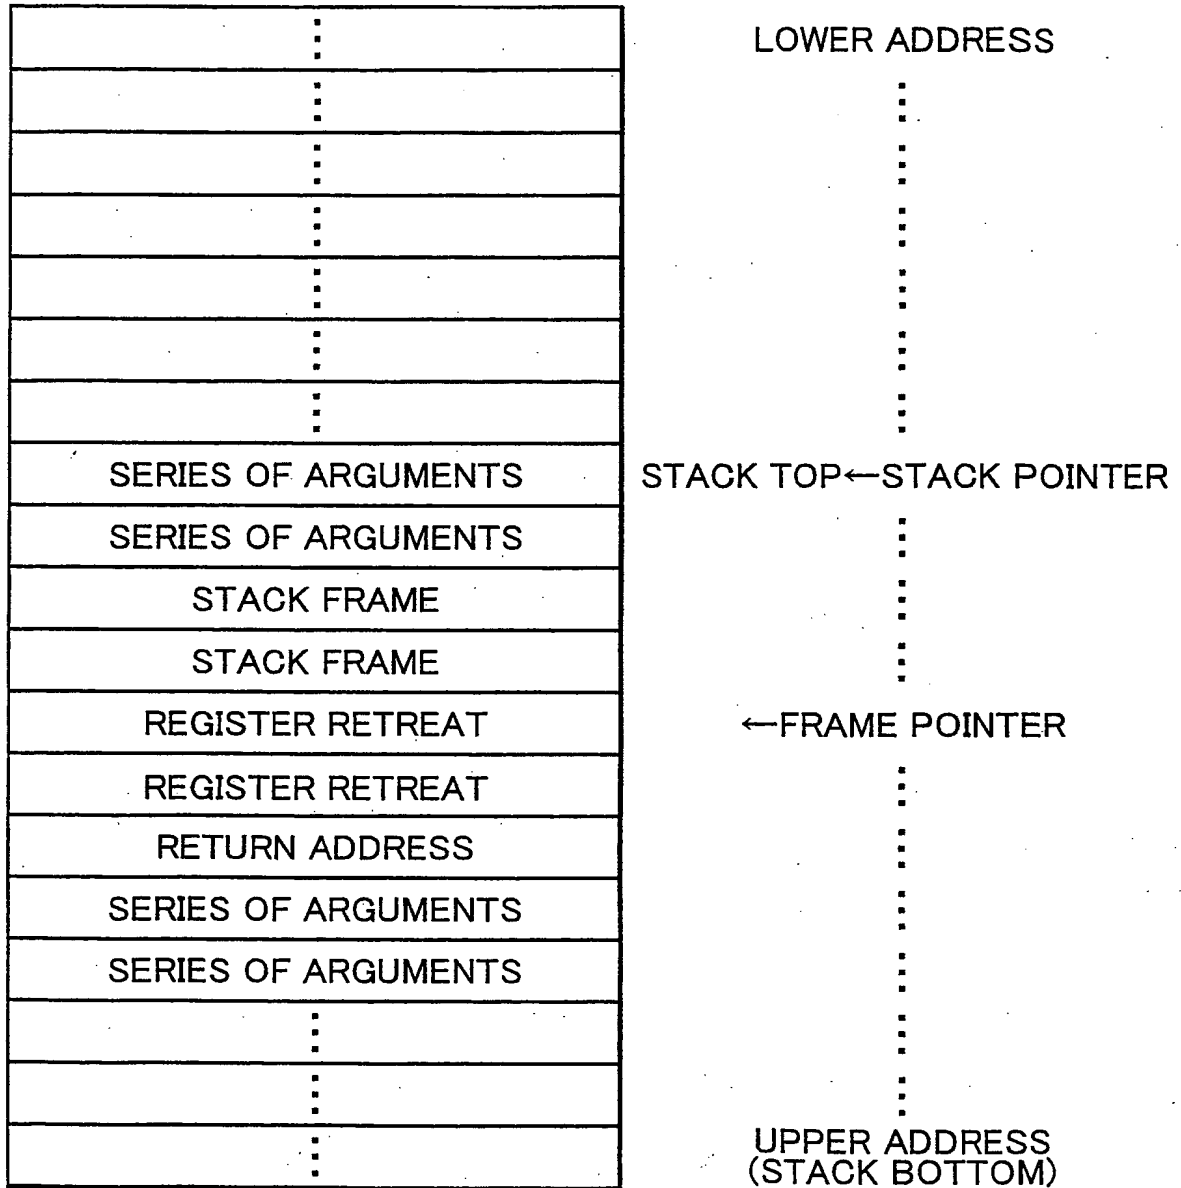 LOWER ADDRESS
SERIES OF ARGUMENTS STACK TOP←STACK POINTER
SERIES OF ARGUMENTS
STACK FRAME
STACK FRAME
REGISTER RETREAT ←FRAME POINTER
REGISTER RETREAT
RETURN ADDRESS
SERIES OF ARGUMENTS
SERIES OF ARGUMENTS
UPPER ADDRESS
(STACK BOTTOM)